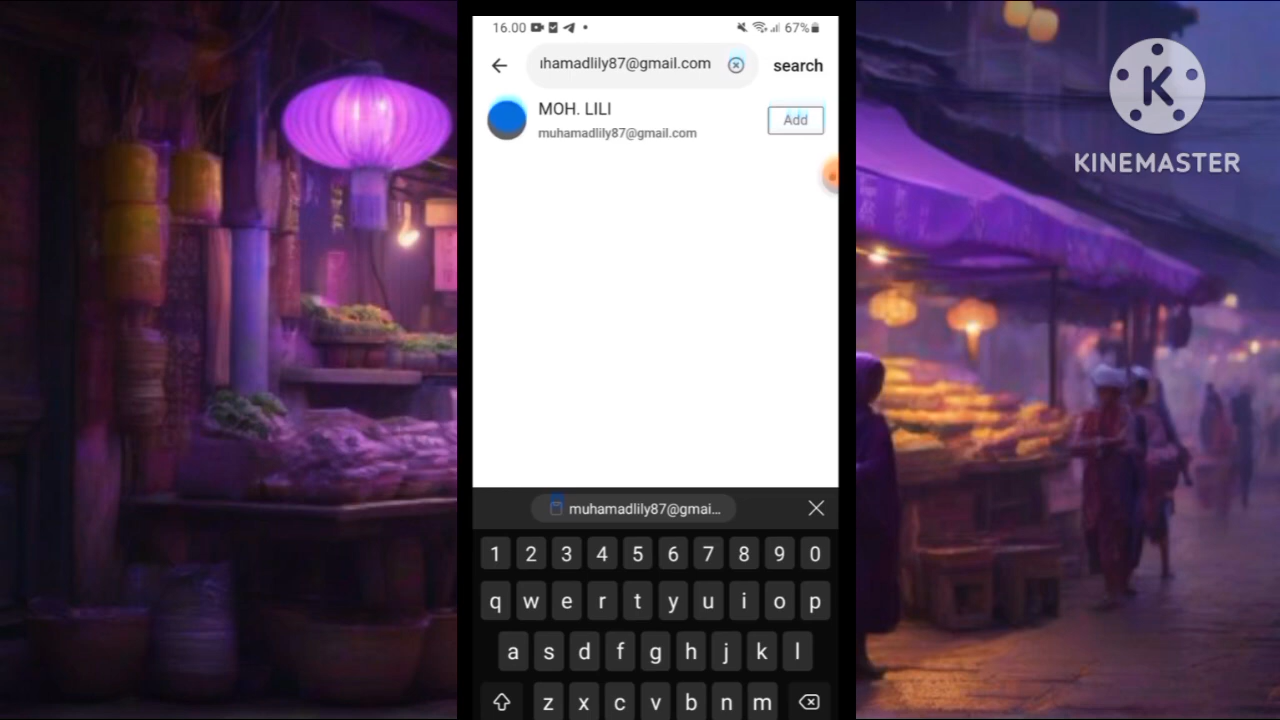 16.00 67%
ıhamadlily87@gmail.com search
MOH. LILI
muhamadlily87@gmail.com
Add
K
KINEMASTER
muhamadlily87@gmai...
1 2 3 4 5 6 7 8 9 0
q w e r t y u i o p
a s d f g h j k l
z x c v b n m